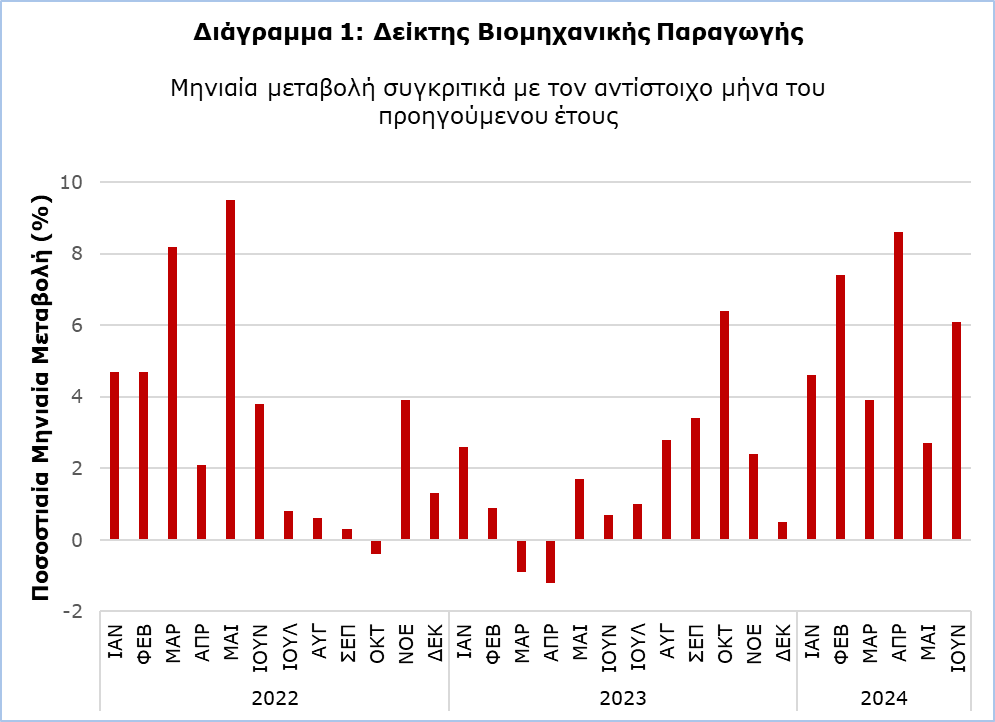 Διάγραμμα 1: Δείκτης Βιομηχανικής Παραγωγής
Μηνιαία μεταβολή συγκριτικά με τον αντίστοιχο μήνα του
προηγούμενου έτους
Ποσοστιαία Μηνιαία Μεταβολή (%)
10
8
6
4
2
0
-2
ΙΑΝ
ΦΕΒ
ΜΑΡ
ΑΠΡ
ΜΑΙ
ΙΟΥΝ
ΙΟΥΛ
ΑΥΓ
ΣΕΠ
ΟΚΤ
ΝΟΕ
ΔΕΚ
ΙΑΝ
ΦΕΒ
ΜΑΡ
ΑΠΡ
ΜΑΙ
ΙΟΥΝ
ΙΟΥΛ
ΑΥΓ
ΣΕΠ
ΟΚΤ
ΝΟΕ
ΔΕΚ
ΙΑΝ
ΦΕΒ
ΜΑΡ
ΑΠΡ
ΜΑΙ
ΙΟΥΝ
2022
2023
2024